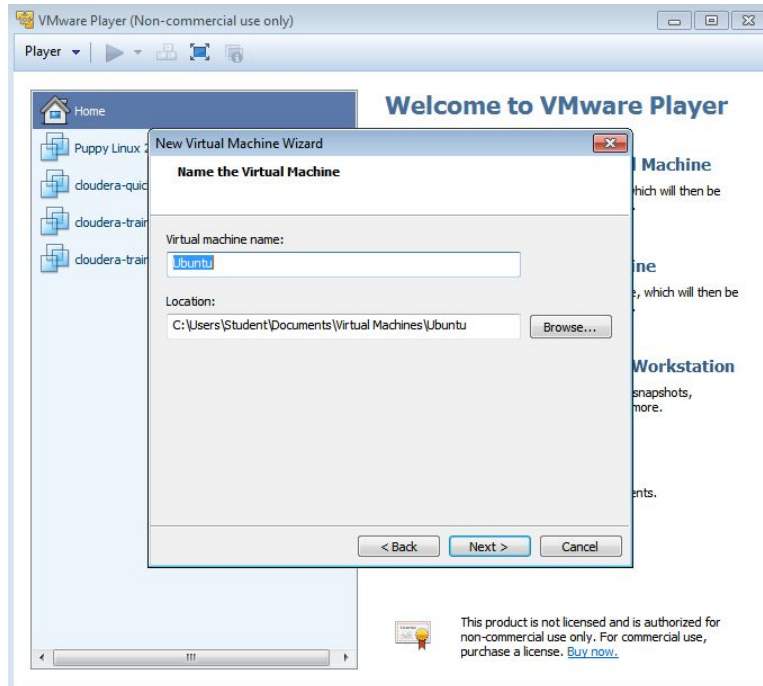 VMware Player (Non-commercial use only)
Player
Home
Puppy Linux 2
cloudera-quic
cloudera-train
cloudera-train
Welcome to VMware Player
l Machine
which will then be
ine
e, which will then be
Workstation
snapshots,
more.
ents.
New Virtual Machine Wizard
Name the Virtual Machine
Virtual machine name:
Ubuntu
Location:
C:\Users\Student\Documents\Virtual Machines\Ubuntu
Browse...
< Back
Next >
Cancel
This product is not licensed and is authorized for
non-commercial use only. For commercial use,
purchase a license. Buy now.